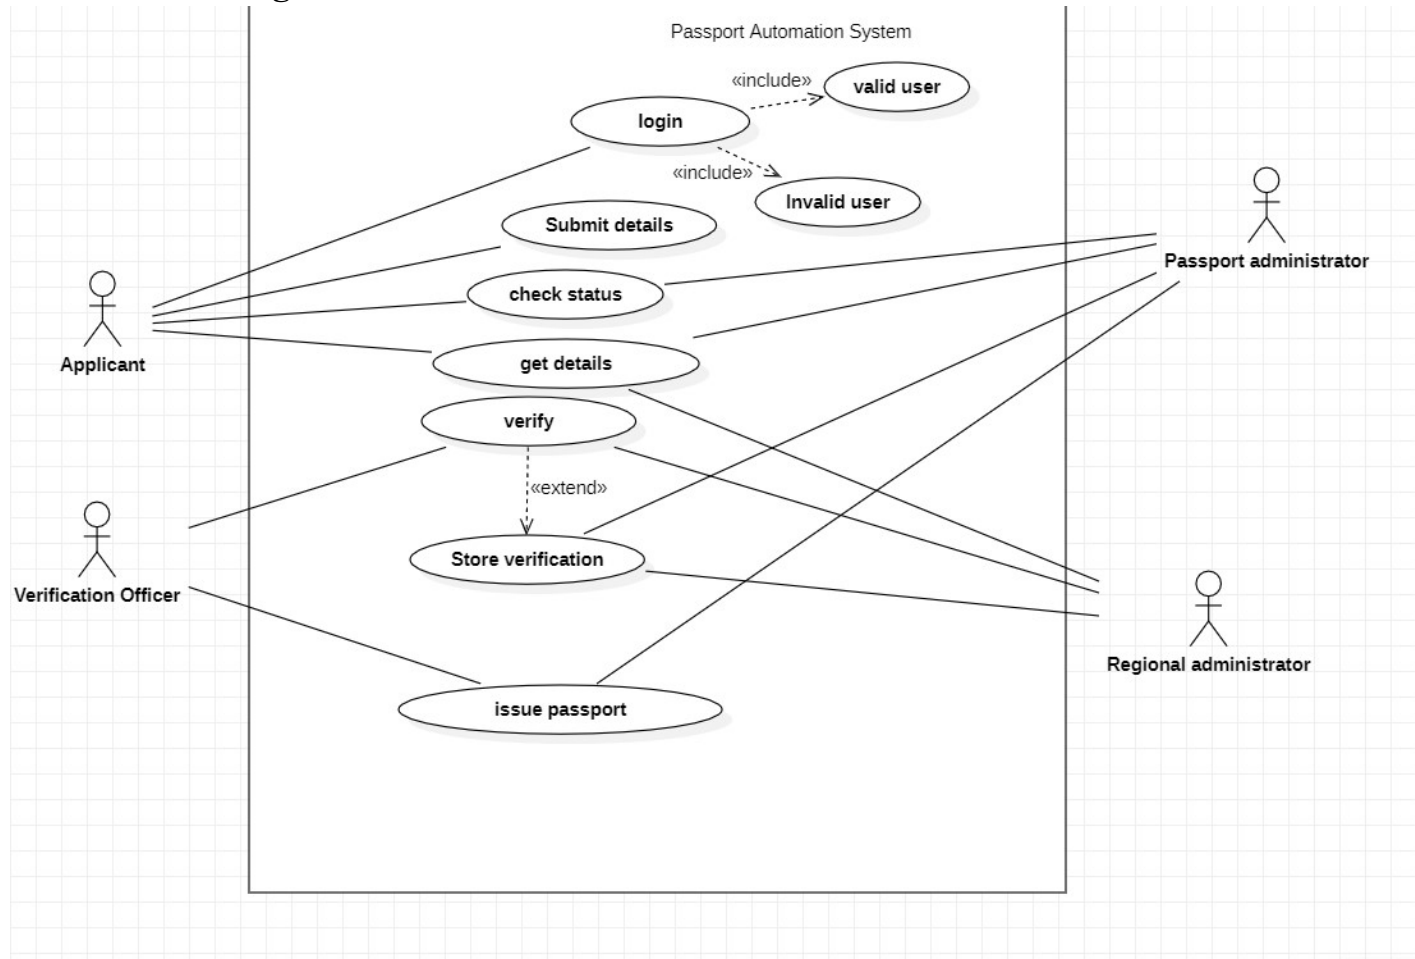 Passport Automation System
«include»
valid user
login
«include»
Invalid user
Submit details
Passport administrator
check status
Applicant
get details
verify
«extend»
Store verification
Verification Officer
Regional administrator
issue passport